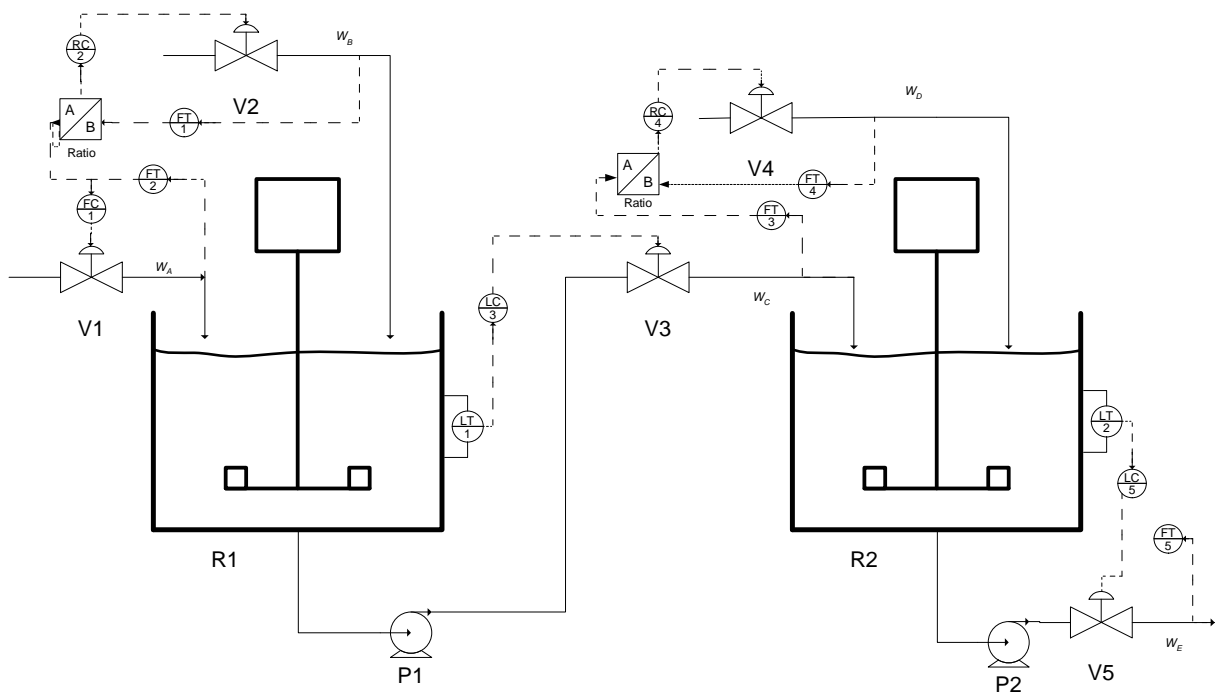 RC
2
W_B
A
B
Ratio
V2
FT
1
FT
2
FC
1
W_A
V1
RC
4
W_D
A
B
Ratio
V4
FT
4
FT
3
LC
3
V3
W_C
LT
1
LT
2
LC
5
FT
5
R1
R2
P1
P2
V5
W_E